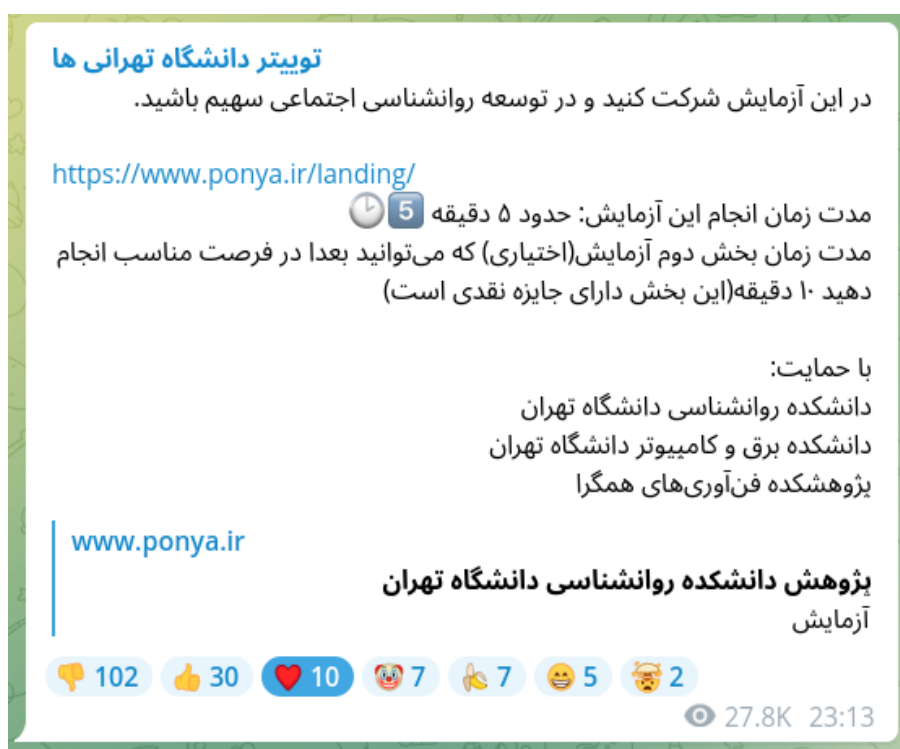 توییتر دانشگاه تهرانی ها
در این آزمایش شرکت کنید و در توسعه روانشناسی اجتماعی سهیم باشید.
https://www.ponya.ir/landing/
مدت زمان انجام این آزمایش: حدود ۵ دقیقه 5️⃣🕑
مدت زمان بخش دوم آزمایش(اختیاری) که می‌توانید بعدا در فرصت مناسب انجام
دهید ۱۰ دقیقه(این بخش دارای جایزه نقدی است)
با حمایت:
دانشکده روانشناسی دانشگاه تهران
دانشکده برق و کامپیوتر دانشگاه تهران
پژوهشکده فن‌آوری‌های همگرا
www.ponya.ir
پژوهش دانشکده روانشناسی دانشگاه تهران
آزمایش
👎 102 👍 30 ❤️ 10 🤡 7 🍌 7 😁 5 🤯 2
27.8K 23:13